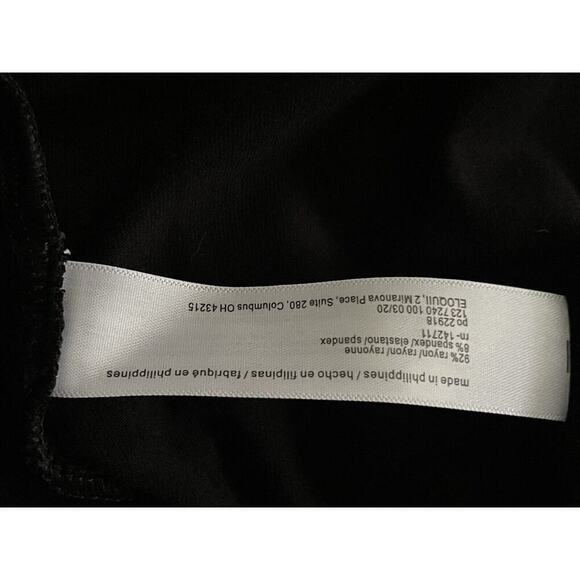 made in philippines / hecho en filipinas / fabriqué en philippines
92% rayon/ rayon/ rayonne
8% spandex/ elastano/ spandex
rn- 142711
po 22918
123 7240 100 100 03/20
ELOQUII, 2 Miranova Place, Suite 280, Columbus OH 43215